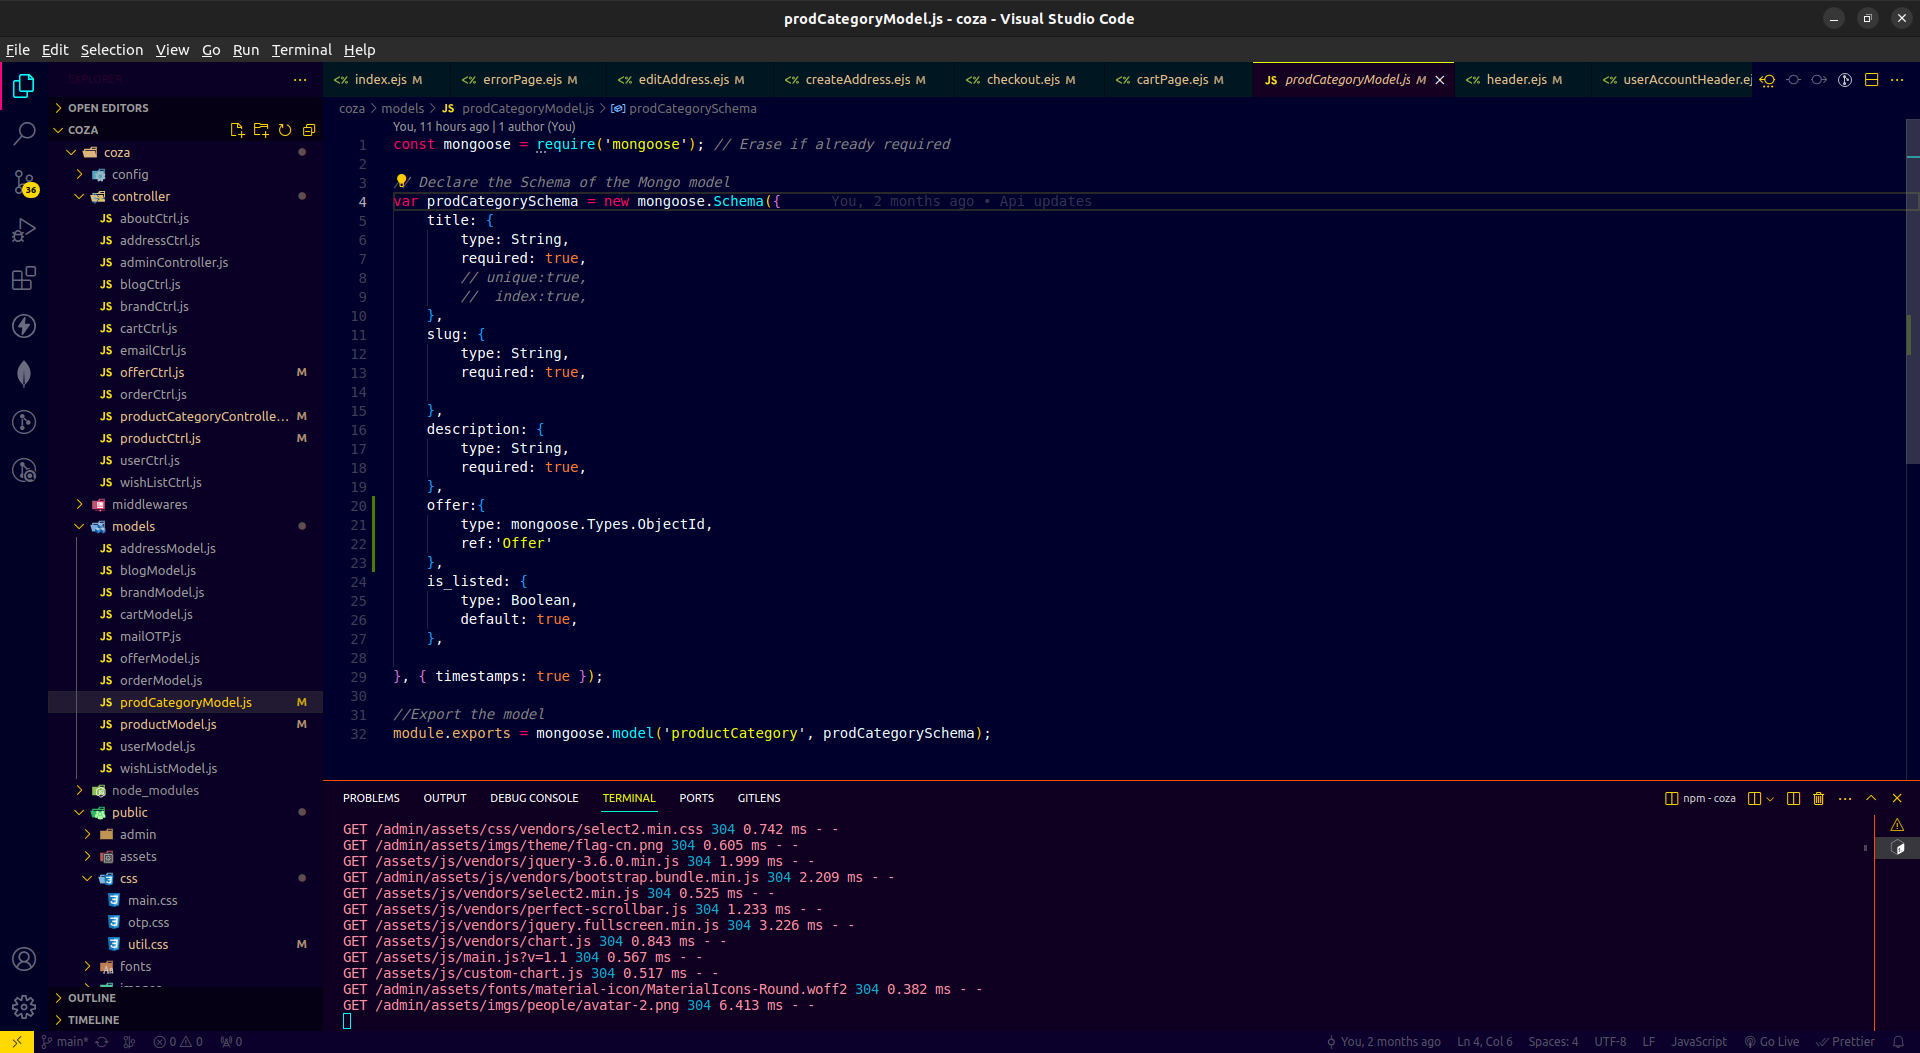 prodCategoryModel.js - coza - Visual Studio Code
File Edit Selection View Go Run Terminal Help
EXPLORER
OPEN EDITORS
COZA
coza
config
controller
aboutCtrl.js
addressCtrl.js
adminController.js
blogCtrl.js
brandCtrl.js
cartCtrl.js
emailCtrl.js
offerCtrl.js M
orderCtrl.js
productCategoryControlle... M
productCtrl.js M
userCtrl.js
wishListCtrl.js
middlewares
models
addressModel.js
blogModel.js
brandModel.js
cartModel.js
mailOTP.js
offerModel.js
orderModel.js
prodCategoryModel.js M
productModel.js M
userModel.js
wishListModel.js
node_modules
public
admin
assets
css
main.css
otp.css
util.css M
fonts
images
OUTLINE
TIMELINE
36
index.ejs M errorPage.ejs M editAddress.ejs M createAddress.ejs M checkout.ejs M cartPage.ejs M prodCategoryModel.js M header.ejs M userAccountHeader.ej
coza > models > JS prodCategoryModel.js > prodCategorySchema
You, 11 hours ago | 1 author (You)
1 const mongoose = require('mongoose'); // Erase if already required
2
3 // Declare the Schema of the Mongo model
4 var prodCategorySchema = new mongoose.Schema({ You, 2 months ago • Api updates
5 title: {
6 type: String,
7 required: true,
8 // unique:true,
9 // index:true,
10 },
11 slug: {
12 type: String,
13 required: true,
14
15 },
16 description: {
17 type: String,
18 required: true,
19 },
20 offer:{
21 type: mongoose.Types.ObjectId,
22 ref:'Offer'
23 },
24 is_listed: {
25 type: Boolean,
26 default: true,
27 },
28
29 }, { timestamps: true });
30
31 //Export the model
32 module.exports = mongoose.model('productCategory', prodCategorySchema);
PROBLEMS OUTPUT DEBUG CONSOLE TERMINAL PORTS GITLENS npm - coza
GET /admin/assets/css/vendors/select2.min.css 304 0.742 ms - -
GET /admin/assets/imgs/theme/flag-cn.png 304 0.605 ms - -
GET /assets/js/vendors/jquery-3.6.0.min.js 304 1.999 ms - -
GET /admin/assets/js/vendors/bootstrap.bundle.min.js 304 2.209 ms - -
GET /assets/js/vendors/select2.min.js 304 0.525 ms - -
GET /assets/js/vendors/perfect-scrollbar.js 304 1.233 ms - -
GET /assets/js/vendors/jquery.fullscreen.min.js 304 3.226 ms - -
GET /assets/js/vendors/chart.js 304 0.843 ms - -
GET /assets/js/main.js?v=1.1 304 0.567 ms - -
GET /assets/js/custom-chart.js 304 0.517 ms - -
GET /admin/assets/fonts/material-icon/MaterialIcons-Round.woff2 304 0.382 ms - -
GET /admin/assets/imgs/people/avatar-2.png 304 6.413 ms - -
main* 0 0 0 You, 2 months ago Ln 4, Col 6 Spaces: 4 UTF-8 LF JavaScript Go Live Prettier